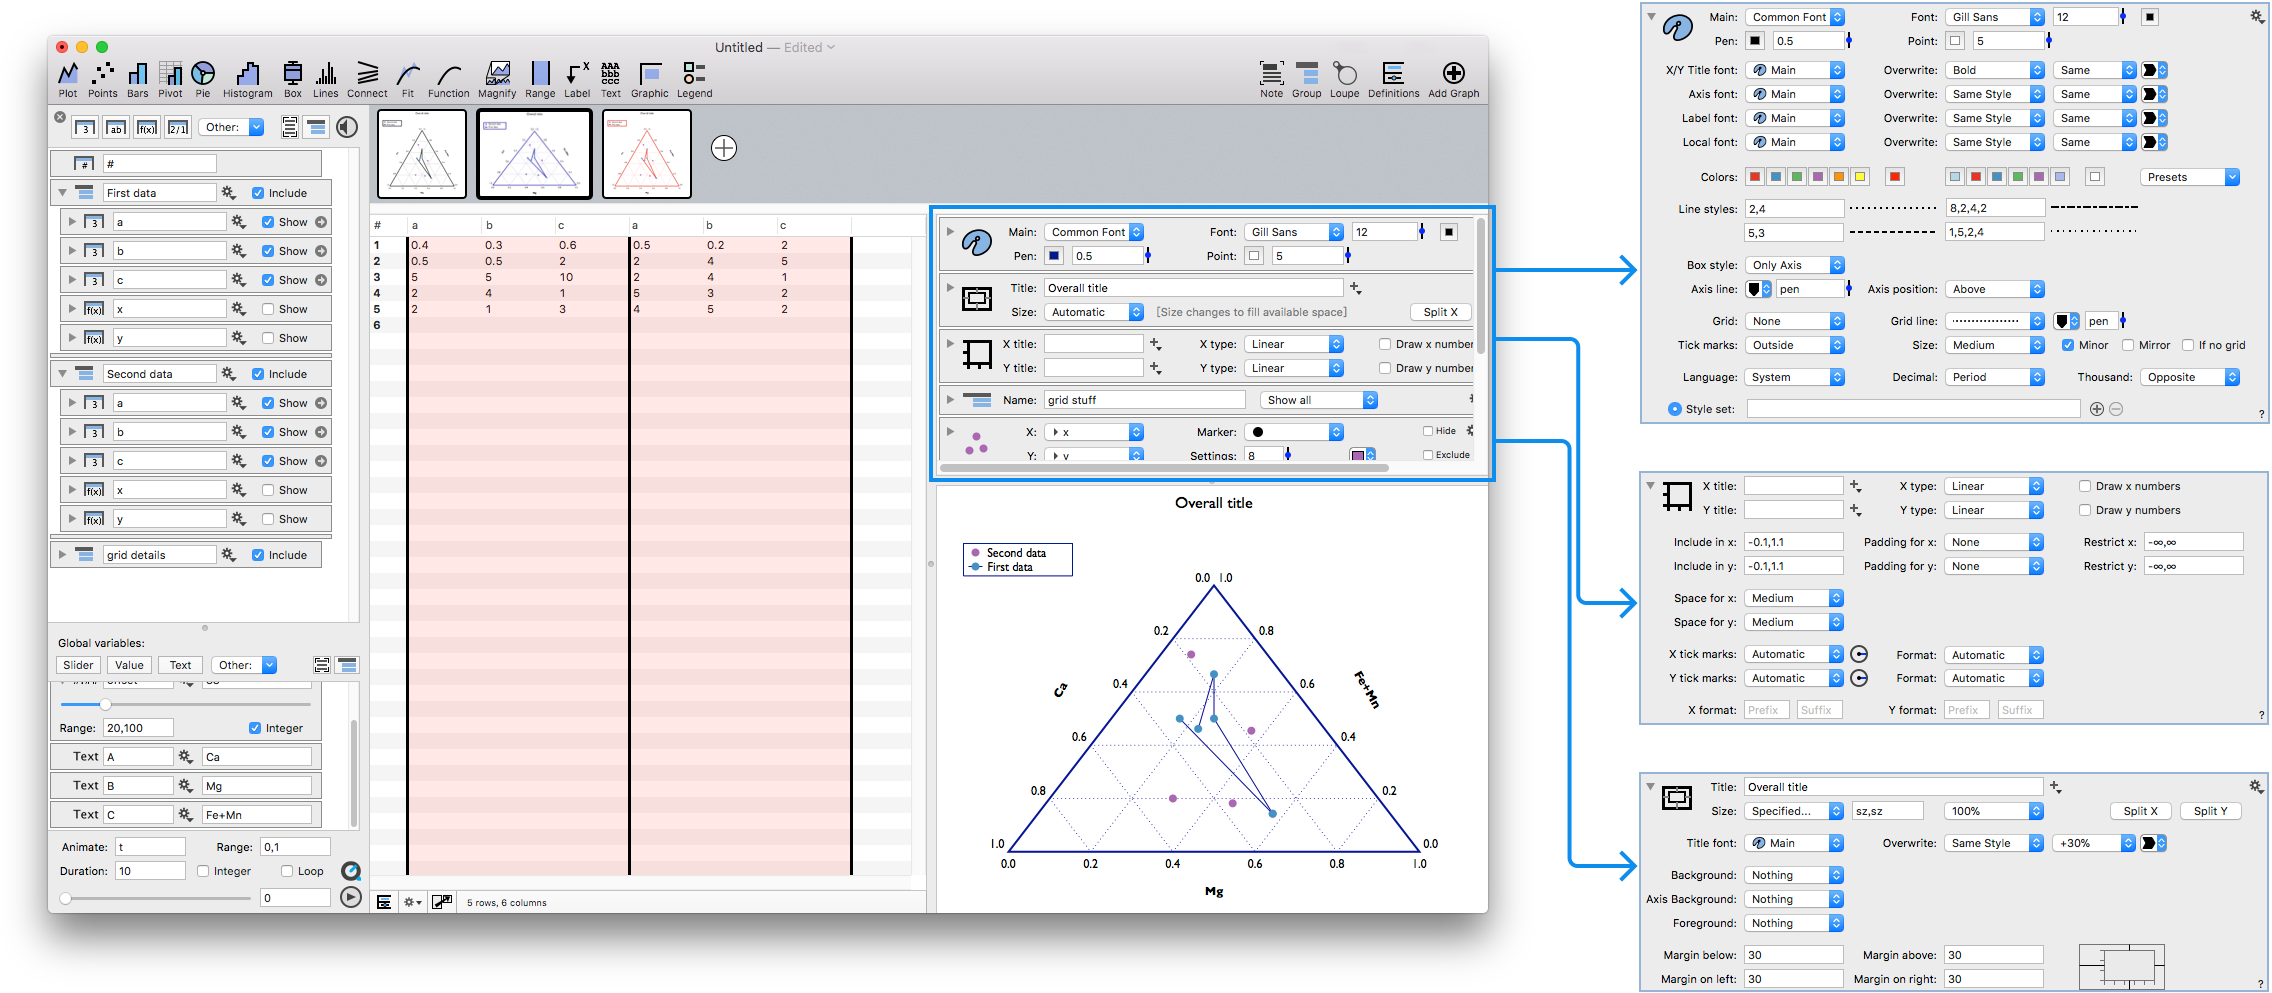 Untitled — Edited
Plot Points Bars Pivot Pie Histogram Box Lines Connect Fit Function Magnify Range Label Text Graphic Legend
AAA
bbb
ccc
X
Note Group Loupe Definitions Add Graph
3 ab f(x) 2/1 Other:
# #
First data Include
3 a Show
3 b Show
3 c Show
f(x) x Show
f(x) y Show
Second data Include
3 a Show
3 b Show
3 c Show
f(x) x Show
f(x) y Show
grid details Include
Global variables:
Slider Value Text Other:
Range: 20,100 Integer
Text A Ca
Text B Mg
Text C Fe+Mn
Animate: t Range: 0,1
Duration: 10 Integer Loop
0
# a b c a b c
1 0.4 0.3 0.6 0.5 0.2 2
2 0.5 0.5 2 2 4 5
3 5 5 10 2 4 1
4 2 4 1 5 3 2
5 2 1 3 4 5 2
6
5 rows, 6 columns
Main: Common Font Font: Gill Sans 12
Pen: 0.5 Point: 5
Title: Overall title
Size: Automatic [Size changes to fill available space] Split X
X title: X type: Linear Draw x number
Y title: Y type: Linear Draw y number
Name: grid stuff Show all
X: x Marker: Hide
Y: y Settings: 8 Exclude
Overall title
Second data
First data
0.0 1.0
0.2 0.8
0.4 0.6
Ca
Fe+Mn
0.6 0.4
0.8 0.2
1.0 0.0
0.0 0.2 0.4 0.6 0.8 1.0
Mg
Main: Common Font Font: Gill Sans 12
Pen: 0.5 Point: 5
X/Y Title font: Main Overwrite: Bold Same
Axis font: Main Overwrite: Same Style Same
Label font: Main Overwrite: Same Style Same
Local font: Main Overwrite: Same Style Same
Colors: Presets
Line styles: 2,4 8,2,4,2
5,3 1,5,2,4
Box style: Only Axis
Axis line: pen Axis position: Above
Grid: None Grid line: pen
Tick marks: Outside Size: Medium Minor Mirror If no grid
Language: System Decimal: Period Thousand: Opposite
Style set: ?
X title: X type: Linear Draw x numbers
Y title: Y type: Linear Draw y numbers
Include in x: -0.1,1.1 Padding for x: None Restrict x: -∞,∞
Include in y: -0.1,1.1 Padding for y: None Restrict y: -∞,∞
Space for x: Medium
Space for y: Medium
X tick marks: Automatic Format: Automatic
Y tick marks: Automatic Format: Automatic
X format: Prefix Suffix Y format: Prefix Suffix ?
Title: Overall title
Size: Specified... sz,sz 100% Split X Split Y
Title font: Main Overwrite: Same Style +30%
Background: Nothing
Axis Background: Nothing
Foreground: Nothing
Margin below: 30 Margin above: 30
Margin on left: 30 Margin on right: 30 ?